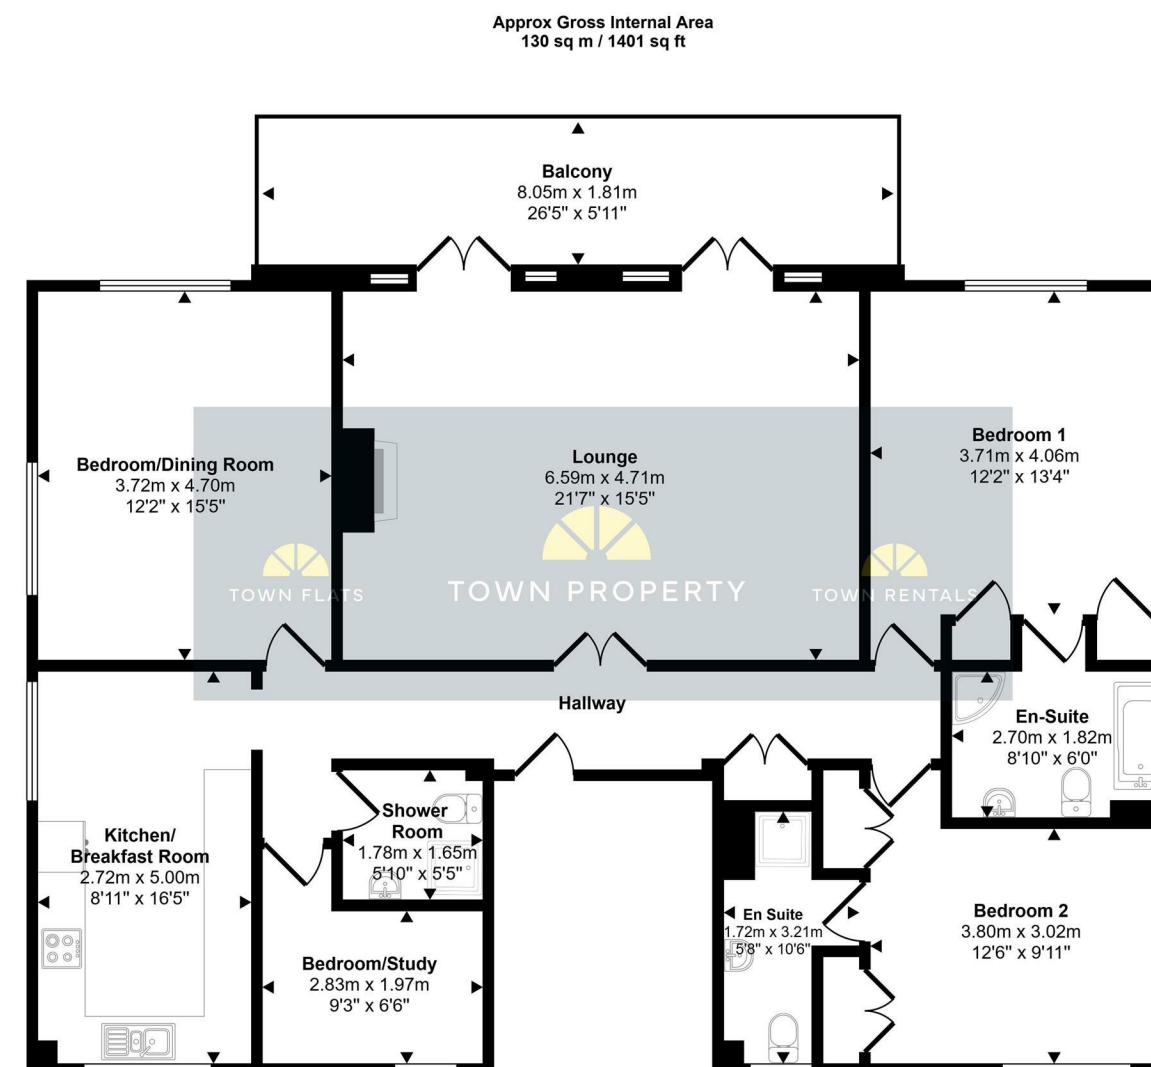 Approx Gross Internal Area
130 sq m / 1401 sq ft
Balcony
8.05m x 1.81m
26'5" x 5'11"
Bedroom/Dining Room
3.72m x 4.70m
12'2" x 15'5"
Lounge
6.59m x 4.71m
21'7" x 15'5"
Bedroom 1
3.71m x 4.06m
12'2" x 13'4"
TOWN FLATS
TOWN PROPERTY
TOWN RENTALS
Hallway
En-Suite
2.70m x 1.82m
8'10" x 6'0"
Kitchen/
Breakfast Room
2.72m x 5.00m
8'11" x 16'5"
Shower
Room
1.78m x 1.65m
5'10" x 5'5"
Bedroom/Study
2.83m x 1.97m
9'3" x 6'6"
En Suite
1.72m x 3.21m
5'8" x 10'6"
Bedroom 2
3.80m x 3.02m
12'6" x 9'11"